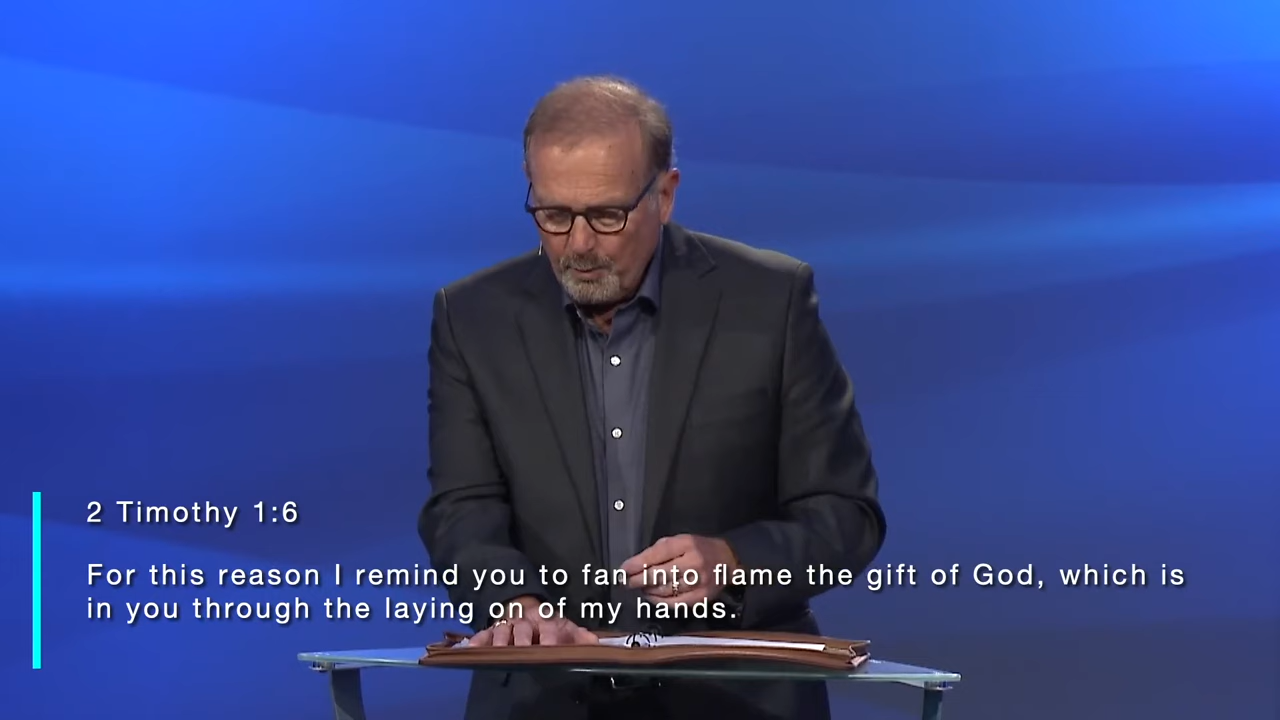 2 Timothy 1:6
For this reason I remind you to fan into flame the gift of God, which is
in you through the laying on of my hands.